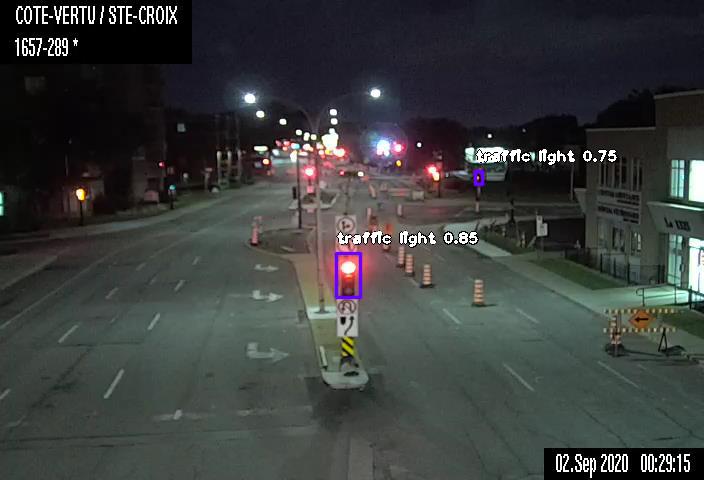 COTE-VERTU / STE-CROIX
1657-289 *
traffic light 0.75
traffic light 0.85
02.Sep 2020 00:29:15